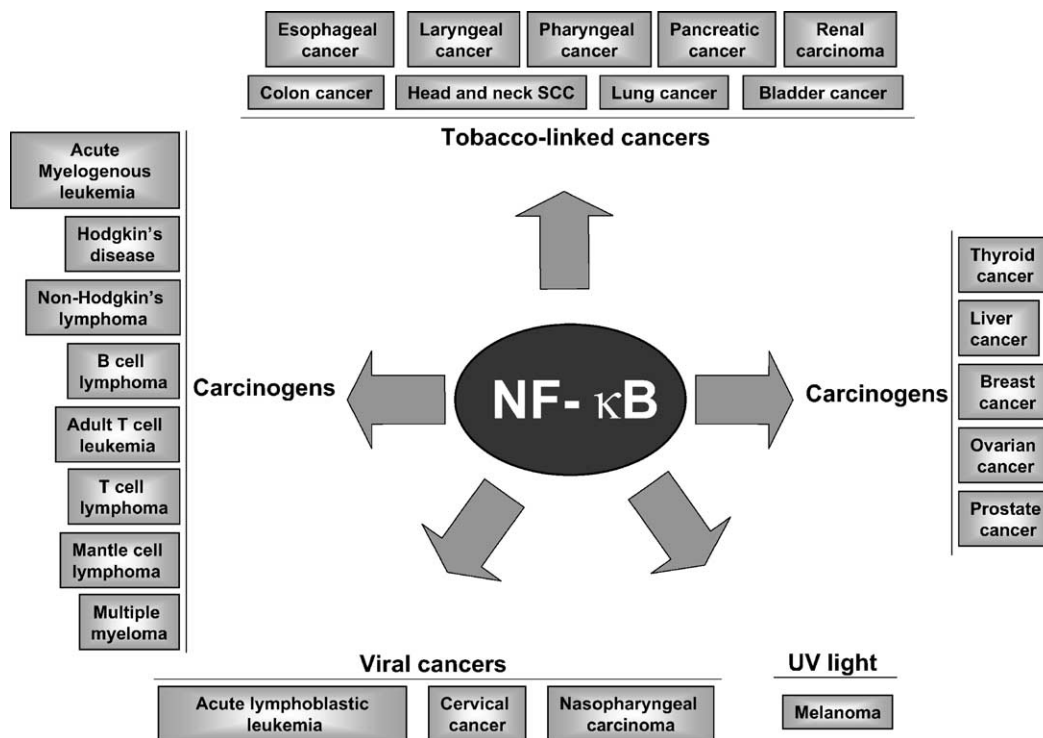 Esophageal
cancer
Laryngeal
cancer
Pharyngeal
cancer
Pancreatic
cancer
Renal
carcinoma
Colon cancer
Head and neck SCC
Lung cancer
Bladder cancer
Tobacco-linked cancers
Acute
Myelogenous
leukemia
Hodgkin's
disease
Non-Hodgkin's
lymphoma
B cell
lymphoma
Adult T cell
leukemia
T cell
lymphoma
Mantle cell
lymphoma
Multiple
myeloma
Carcinogens
NF- κB
Carcinogens
Thyroid
cancer
Liver
cancer
Breast
cancer
Ovarian
cancer
Prostate
cancer
Viral cancers
Acute lymphoblastic
leukemia
Cervical
cancer
Nasopharyngeal
carcinoma
UV light
Melanoma